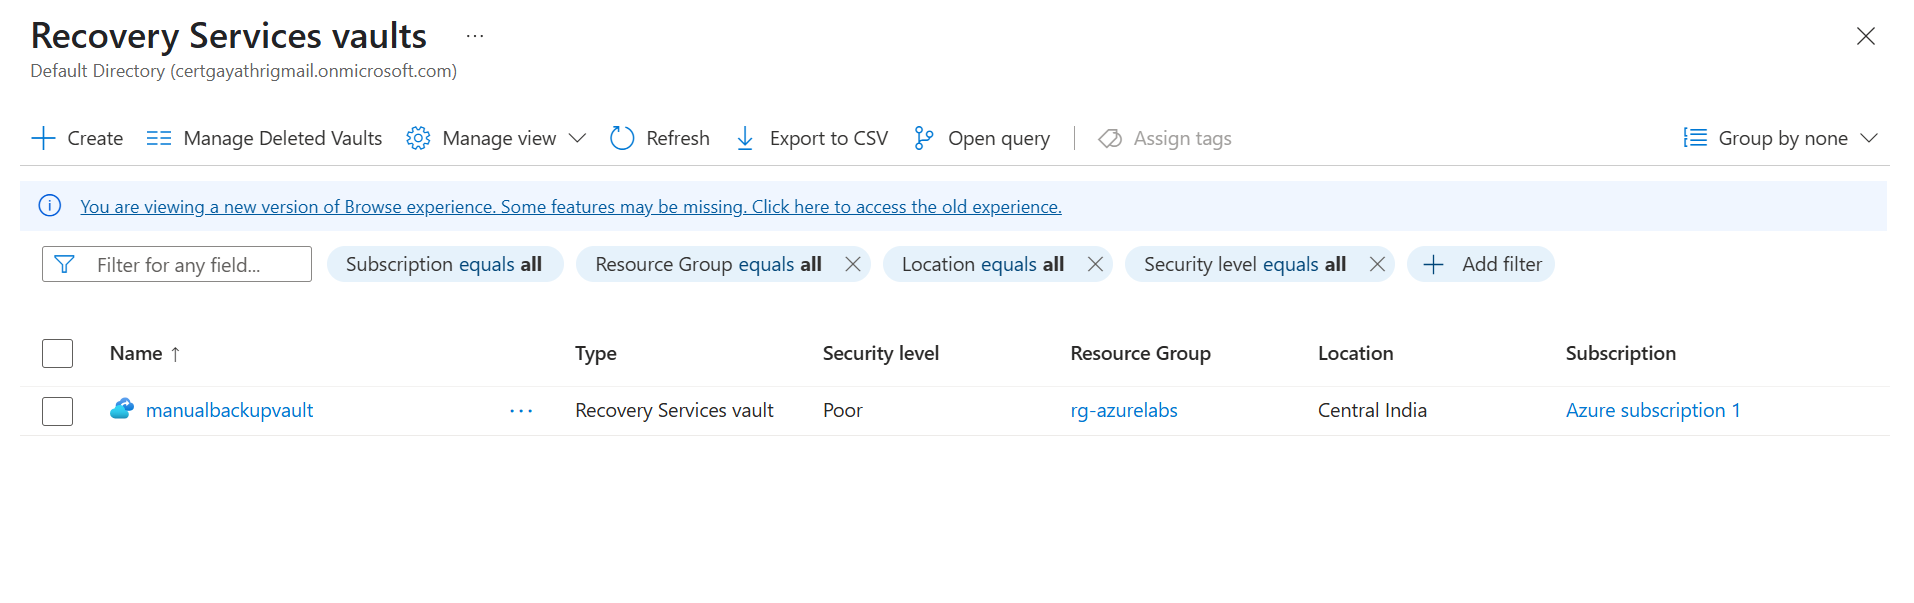 Recovery Services vaults ...
Default Directory (certgayathrigmail.onmicrosoft.com)
Create Manage Deleted Vaults Manage view Refresh Export to CSV Open query Assign tags Group by none
You are viewing a new version of Browse experience. Some features may be missing. Click here to access the old experience.
Filter for any field... Subscription equals all Resource Group equals all Location equals all Security level equals all Add filter
Name ↑ Type Security level Resource Group Location Subscription
manualbackupvault ... Recovery Services vault Poor rg-azurelabs Central India Azure subscription 1